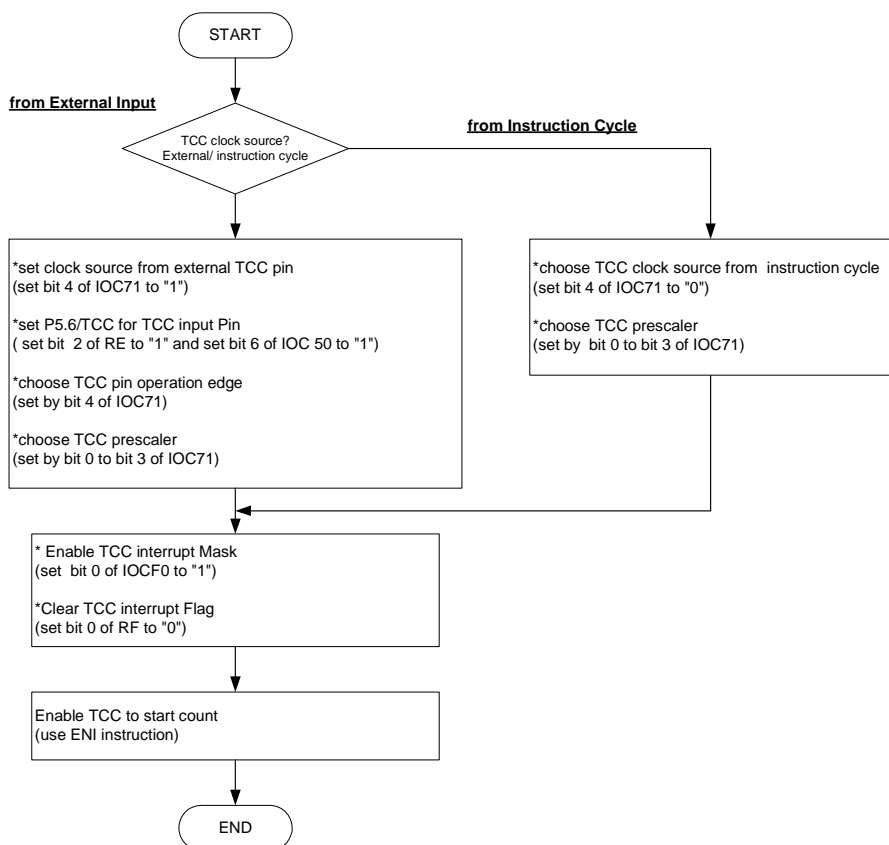 START
from External Input
from Instruction Cycle
TCC clock source?
External/ instruction cycle
*set clock source from external TCC pin
(set bit 4 of IOC71 to "1")
*set P5.6/TCC for TCC input Pin
( set bit  2 of RE to "1" and set bit 6 of IOC 50 to "1")
*choose TCC pin operation edge
(set by bit 4 of IOC71)
*choose TCC prescaler
(set by bit 0 to bit 3 of IOC71)
*choose TCC clock source from  instruction cycle
(set bit 4 of IOC71 to "0")
*choose TCC prescaler
(set by  bit 0 to bit 3 of IOC71)
* Enable TCC interrupt Mask
(set  bit 0 of IOCF0 to "1")
*Clear TCC interrupt Flag
(set bit 0 of RF to "0")
Enable TCC to start count
(use ENI instruction)
END